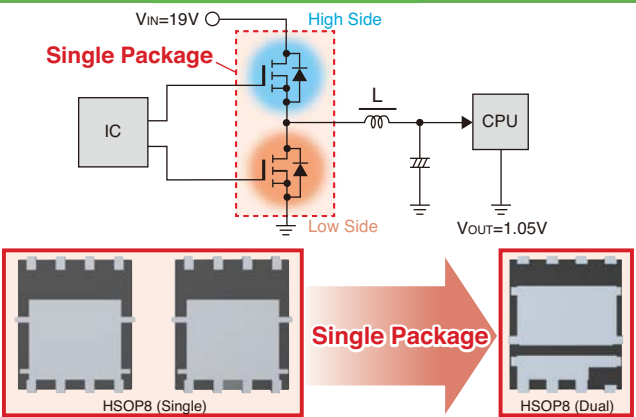 VIN=19V
High Side
Single Package
L
IC
CPU
Low Side
VOUT=1.05V
Single Package
HSOP8 (Single)
HSOP8 (Dual)